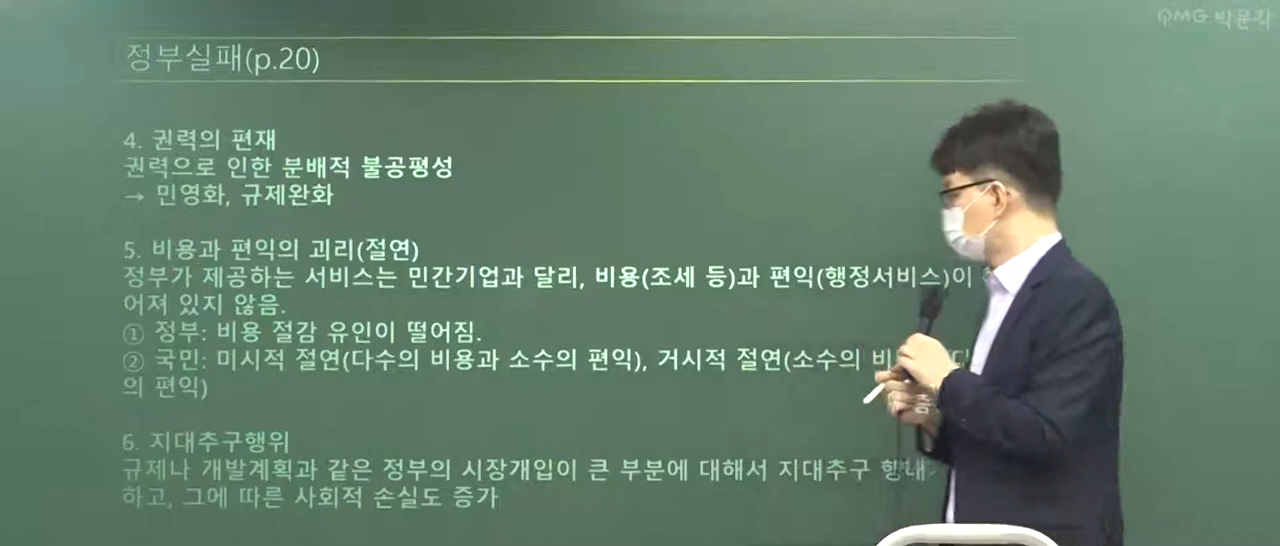 PMG 박문각
정부실패(p.20)
4. 권력의 편재
권력으로 인한 분배적 불공평성
→ 민영화, 규제완화
5. 비용과 편익의 괴리(절연)
정부가 제공하는 서비스는 민간기업과 달리, 비용(조세 등)과 편익(행정서비스)이
어져 있지 않음.
① 정부: 비용 절감 유인이 떨어짐.
② 국민: 미시적 절연(다수의 비용과 소수의 편익), 거시적 절연(소수의
의 편익)
6. 지대추구행위
규제나 개발계획과 같은 정부의 시장개입이 큰 부분에 대해서 지대추구
하고, 그에 따른 사회적 손실도 증가